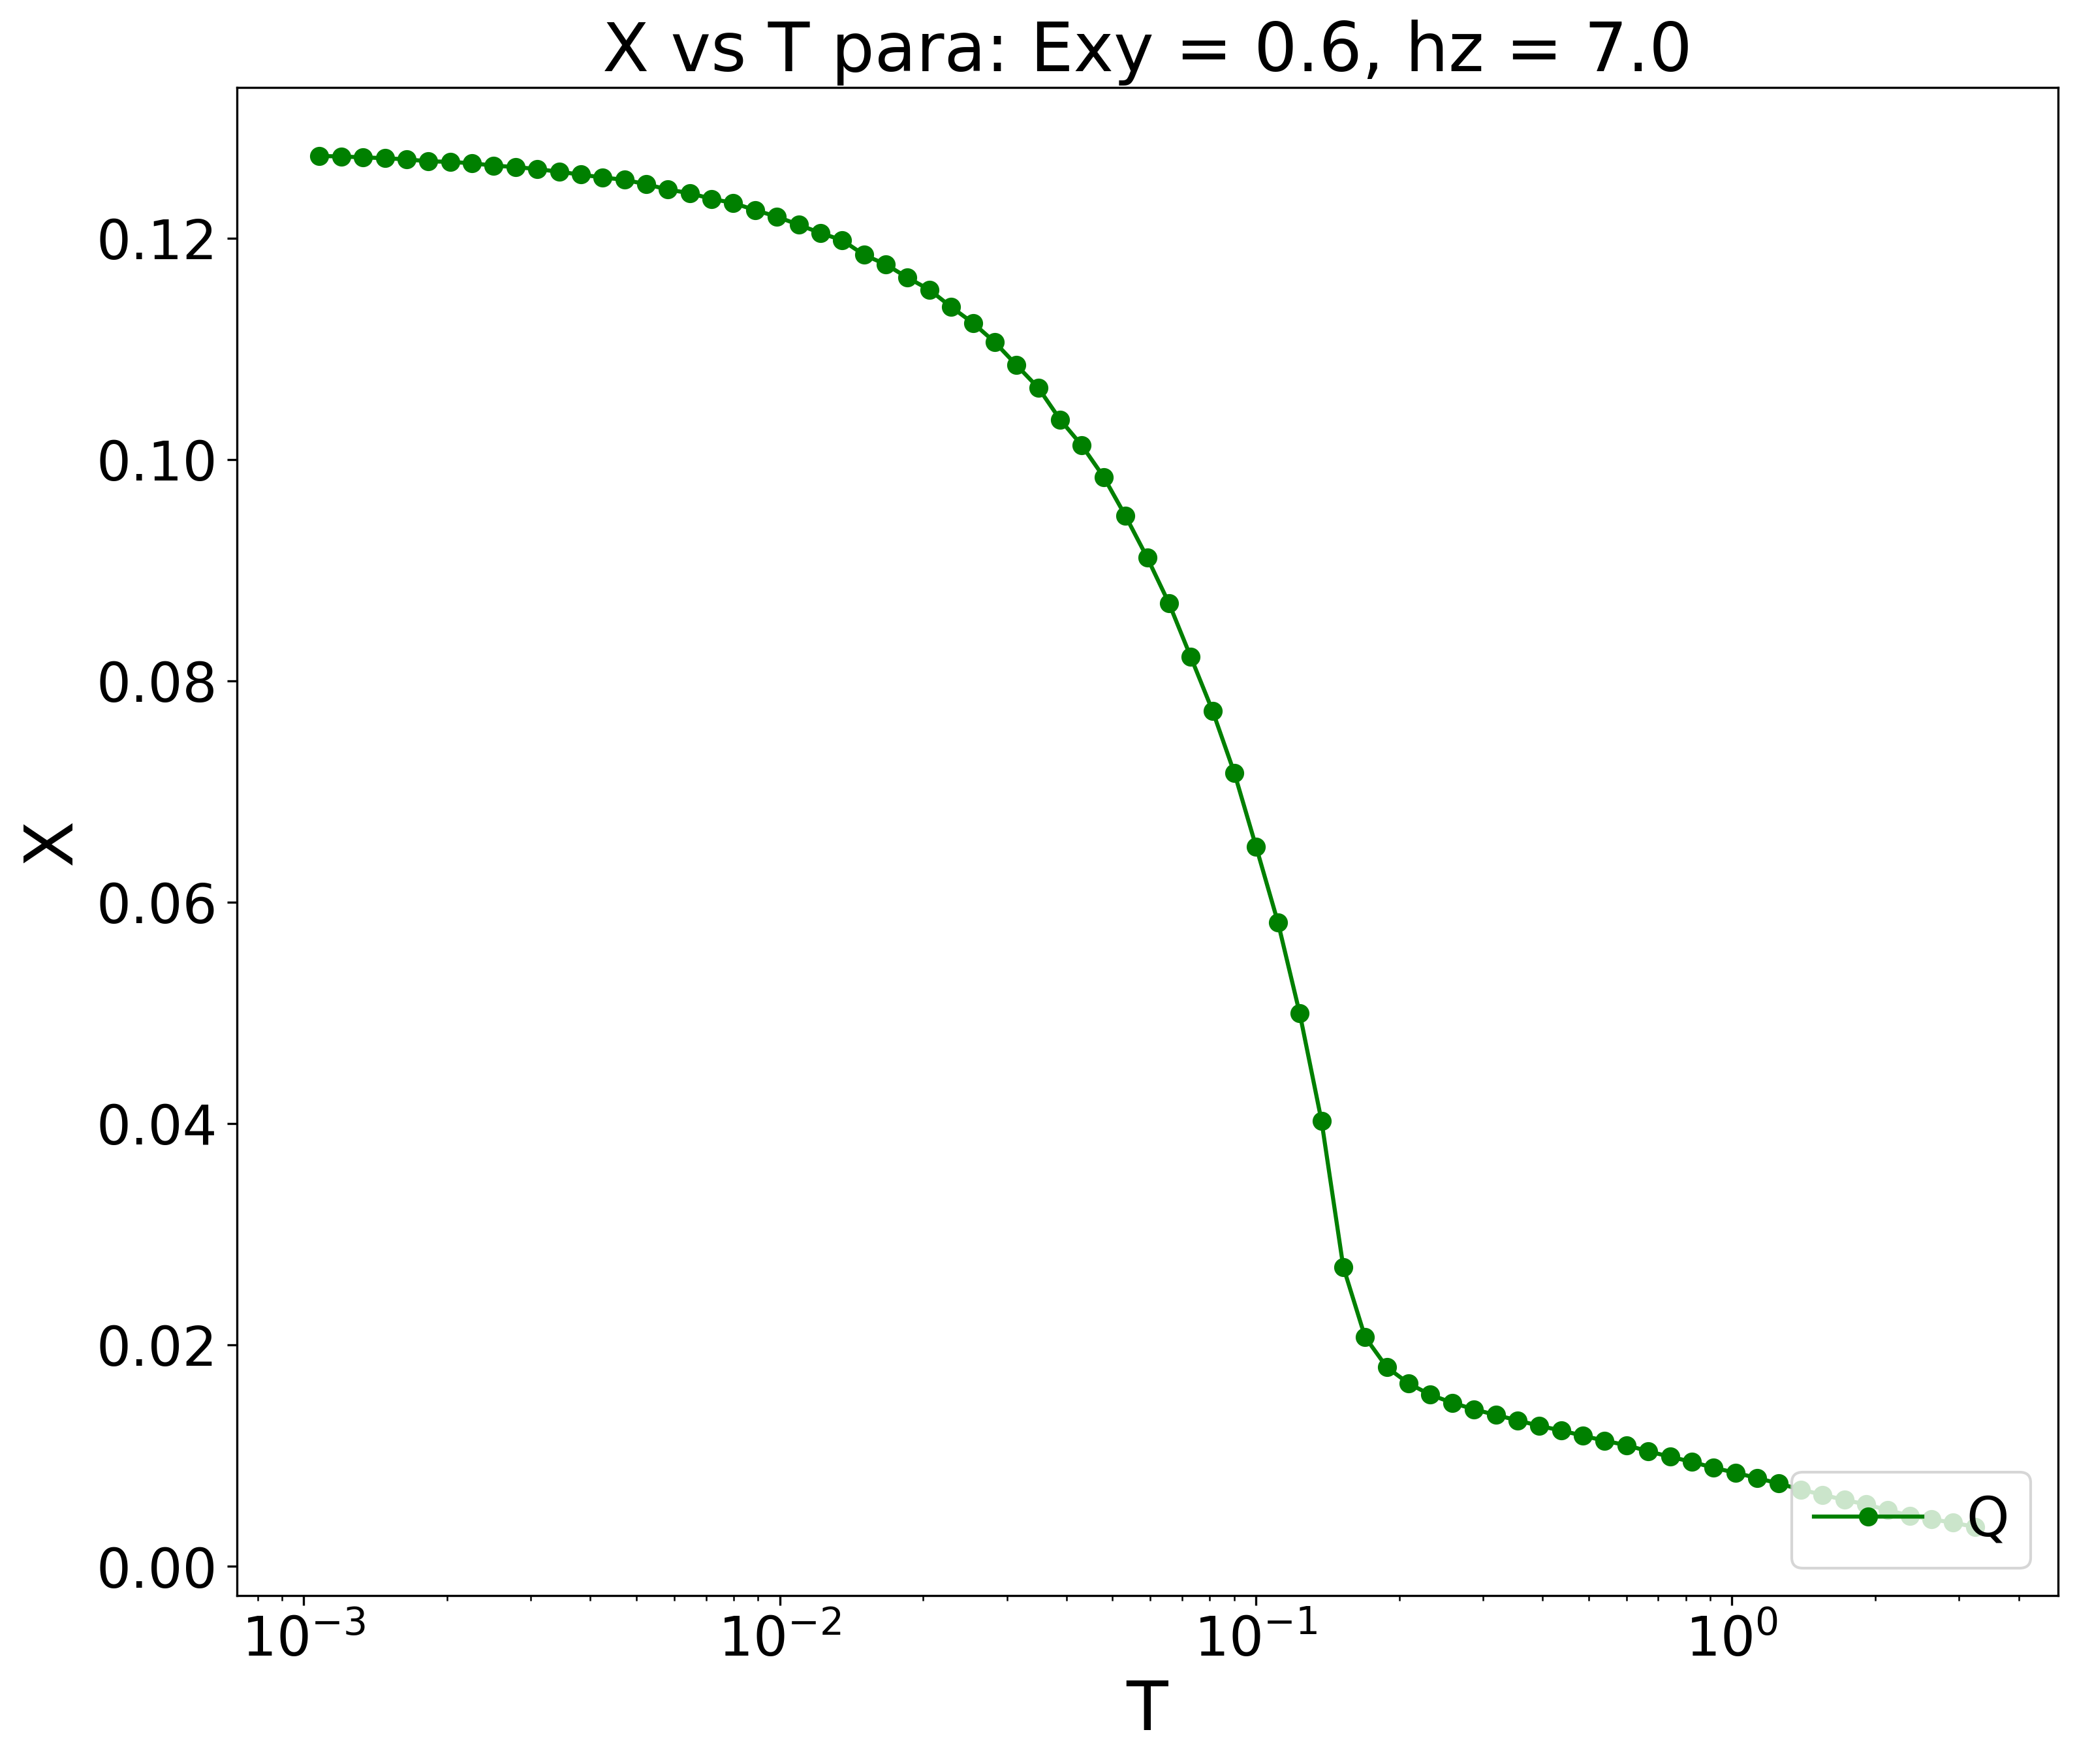 X vs T para: Exy = 0.6, hz = 7.0
X
0.12
0.10
0.08
0.06
0.04
0.02
0.00
Q
10⁻³ 10⁻² 10⁻¹ 10⁰
T